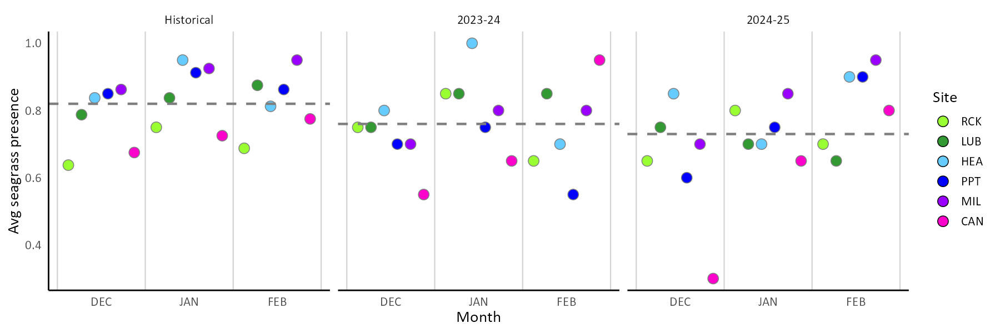 Historical
2023-24
2024-25
Avg seagrass presence
1.0
0.8
0.6
0.4
DEC
JAN
FEB
DEC
JAN
FEB
DEC
JAN
FEB
Month
Site
RCK
LUB
HEA
PPT
MIL
CAN